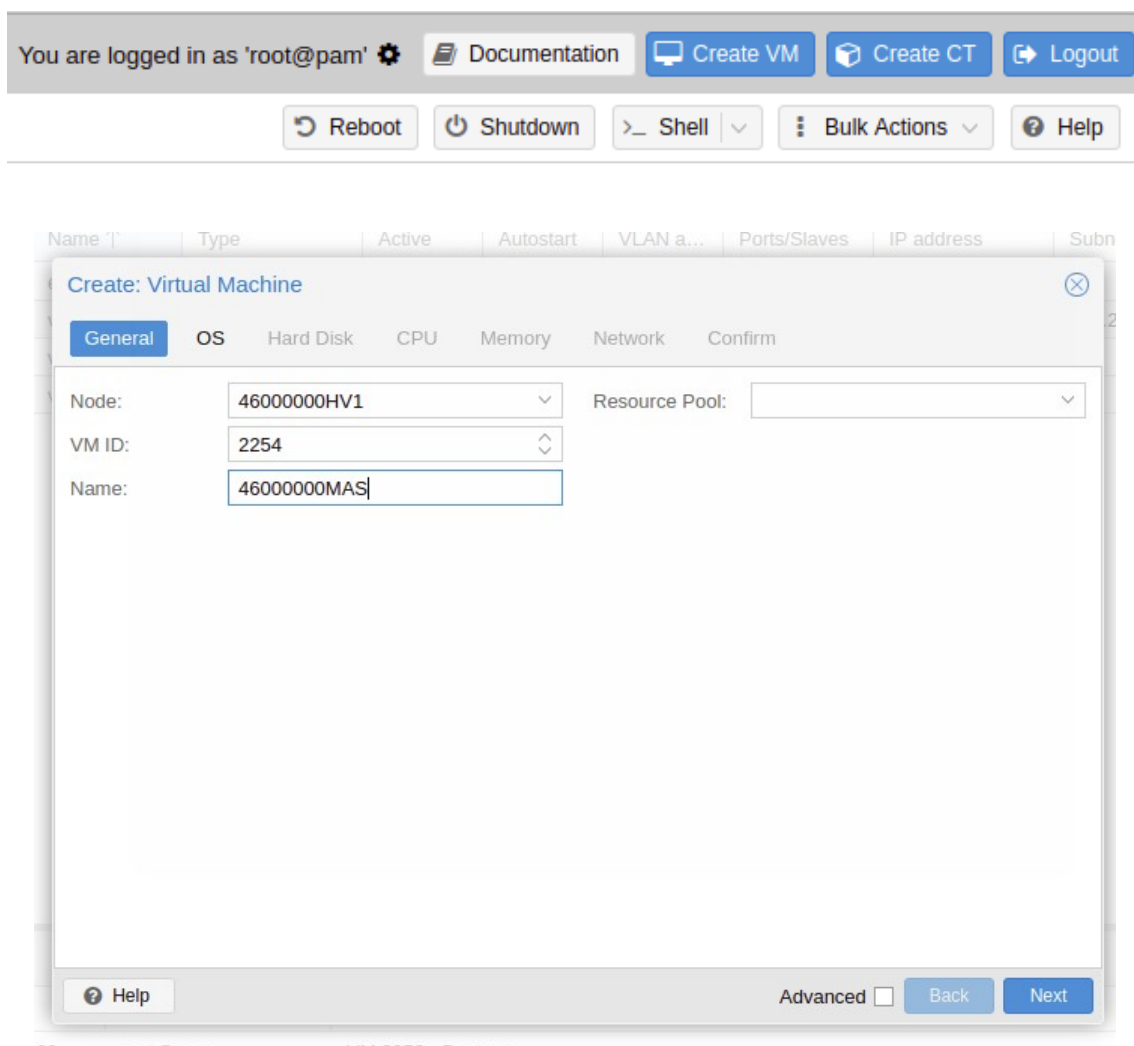 You are logged in as 'root@pam' Documentation Create VM Create CT Logout
Reboot Shutdown >_ Shell Bulk Actions Help
Name Type Active Autostart VLAN a... Ports/Slaves IP address Subn
Create: Virtual Machine
General OS Hard Disk CPU Memory Network Confirm
Node: 46000000HV1 Resource Pool:
VM ID: 2254
Name: 46000000MAS
Help Advanced Back Next